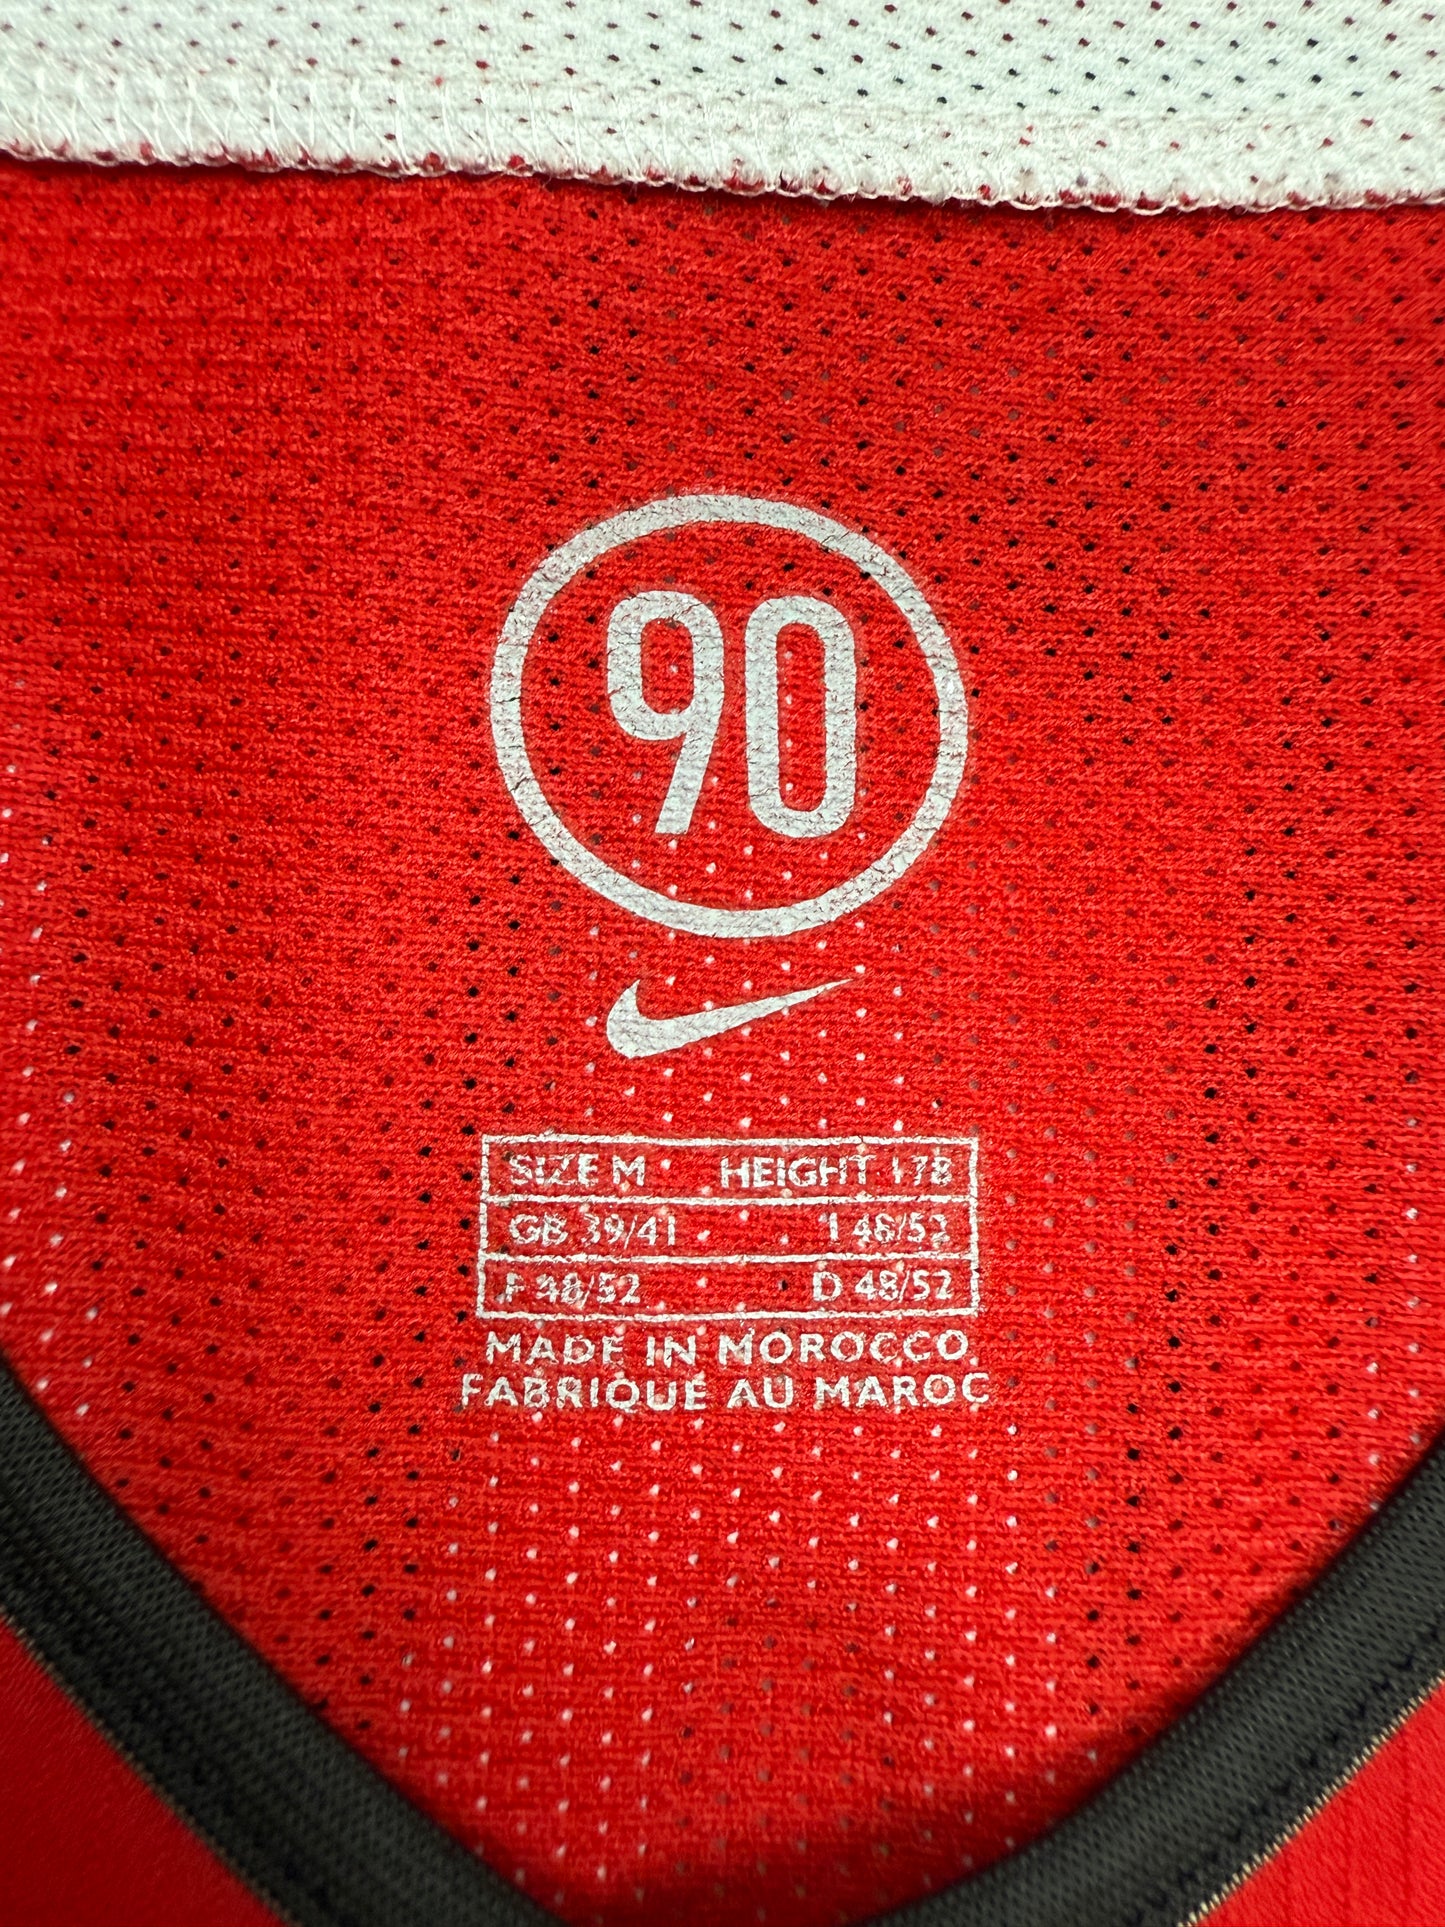 90
SIZE M HEIGHT 178
GB 39/41 I 48/52
F 48/52 D 48/52
MADE IN MOROCCO
FABRIQUE AU MAROC